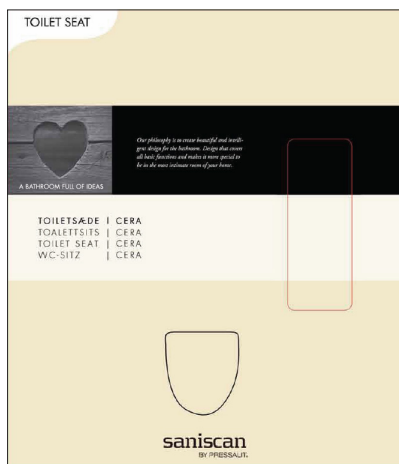 TOILET SEAT
Our philosophy is to create beautiful and intelli-
gent design for the bathroom. Design that covers
all basic functions and makes it more special to
be in the most intimate room of your home.
A BATHROOM FULL OF IDEAS
TOILETSÆDE | CERA
TOALETTSITS | CERA
TOILET SEAT | CERA
WC-SITZ | CERA
saniscan
BY PRESSALIT.